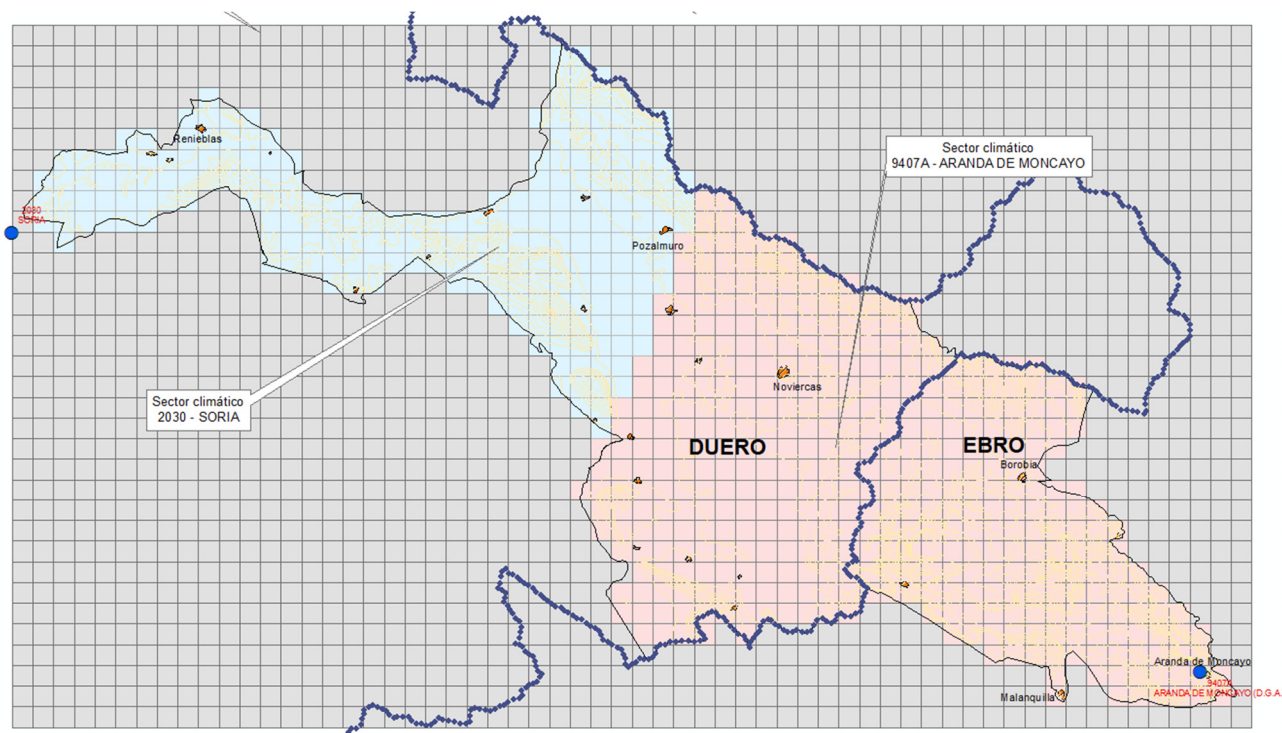 Renieblas
Sector climático
9407A - ARANDA DE MONCAYO
2030
SORIA
Pozalmuro
Noviercas
Sector climático
2030 - SORIA
DUERO
EBRO
Borobia
Aranda de Moncayo
9407A
ARANDA DE MONCAYO (D.G.A.
Malanquilla